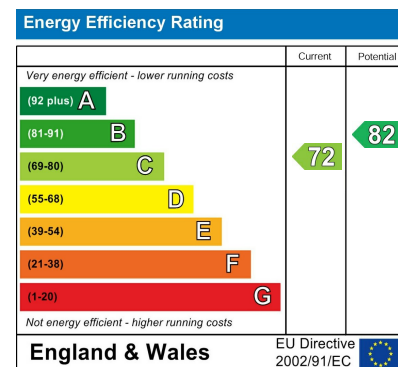 Energy Efficiency Rating
Current Potential
Very energy efficient - lower running costs
(92 plus) A
(81-91) B
(69-80) C
(55-68) D
(39-54) E
(21-38) F
(1-20) G
72
82
Not energy efficient - higher running costs
England & Wales
EU Directive
2002/91/EC